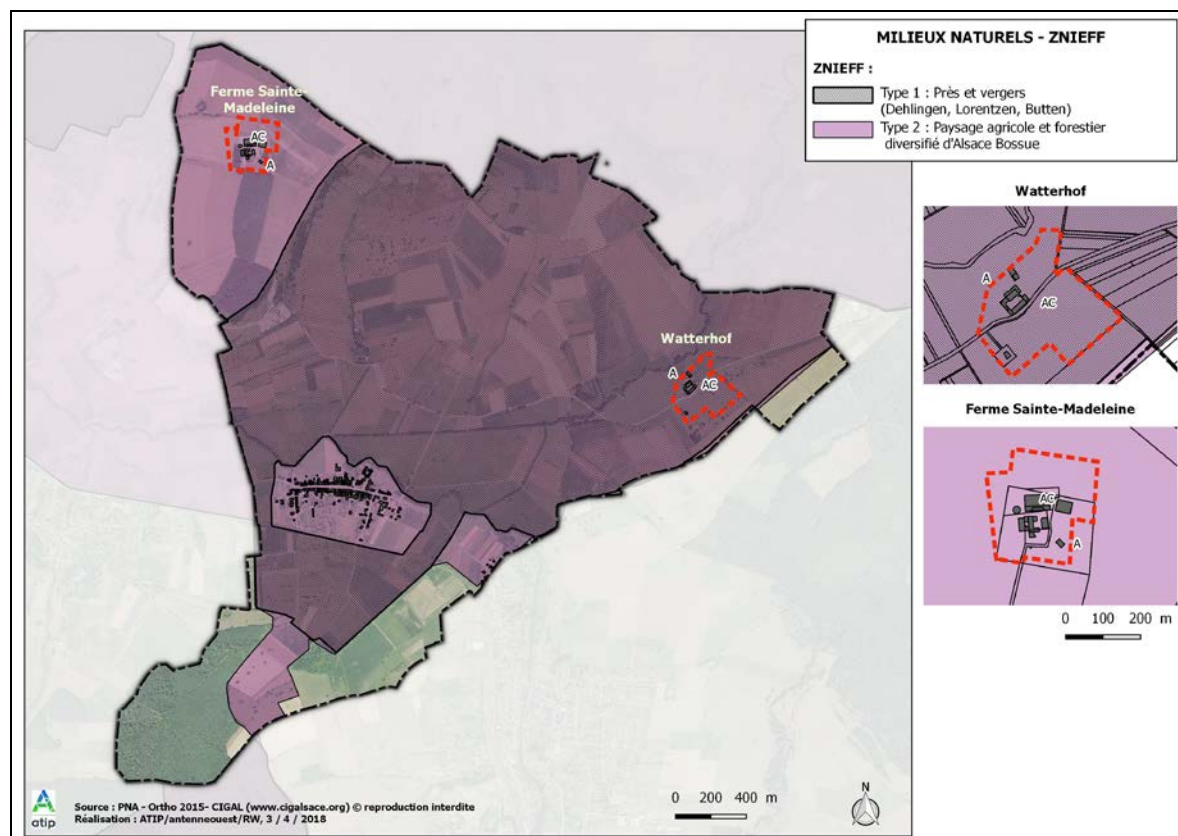 MILIEUX NATURELS - ZNIEFF
ZNIEFF :
Type 1 : Près et vergers
(Dehlingen, Lorentzen, Butten)
Type 2 : Paysage agricole et forestier
diversifié d'Alsace Bossue
Ferme Sainte-
Madeleine
AC
A
Watterhof
A
AC
Watterhof
A
AC
Ferme Sainte-Madeleine
AC
A
0 100 200 m
0 200 400 m
N
atip
Source : PNA - Ortho 2015- CIGAL (www.cigalsace.org) © reproduction interdite
Réalisation : ATIP/antenneouest/RW, 3 / 4 / 2018